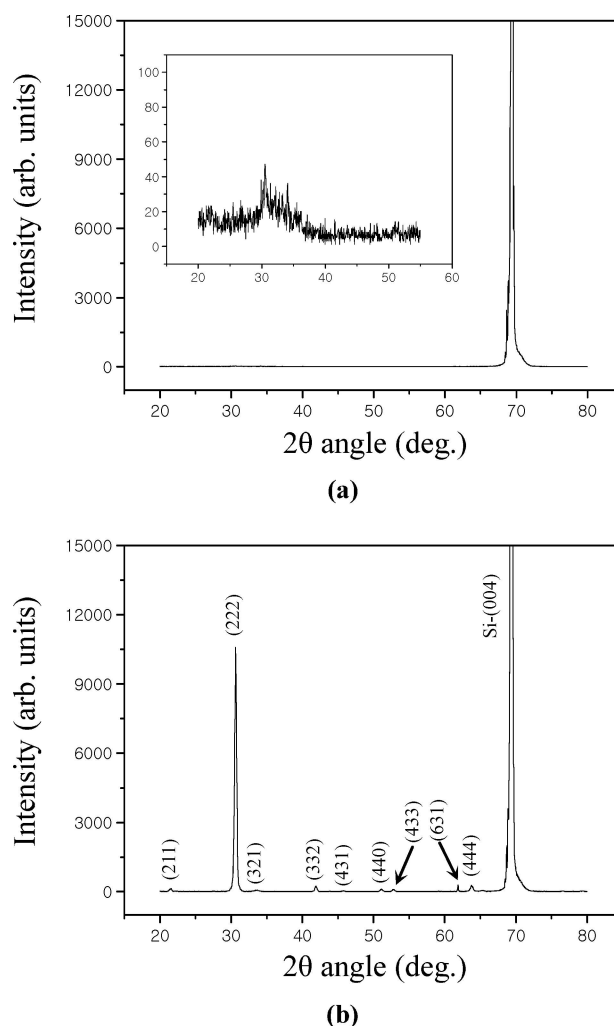 15000
12000
9000
6000
3000
0
Intensity (arb. units)
100
80
60
40
20
0
20 30 40 50 60
20 30 40 50 60 70 80
2θ angle (deg.)
(a)
15000
12000
9000
6000
3000
0
Intensity (arb. units)
(211)
(222)
(321)
(332)
(431)
(440)
(433)
(631)
(444)
Si-(004)
20 30 40 50 60 70 80
2θ angle (deg.)
(b)